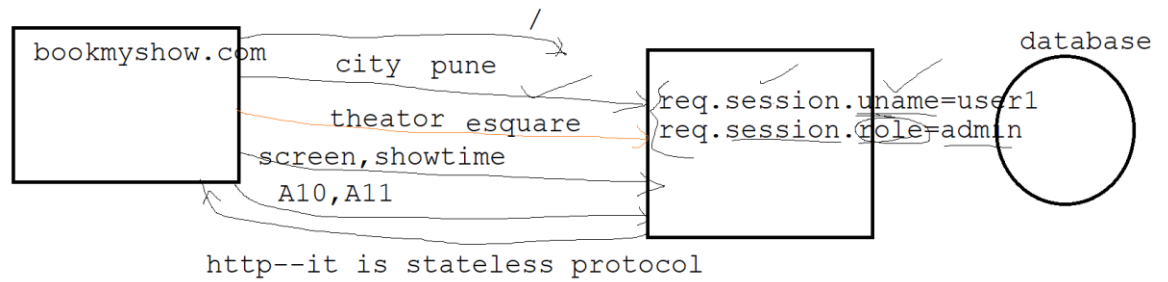 /
bookmyshow.com
database
city pune
req.session.uname=user1
theator esquare
req.session.role=admin
screen,showtime
A10,A11
http--it is stateless protocol